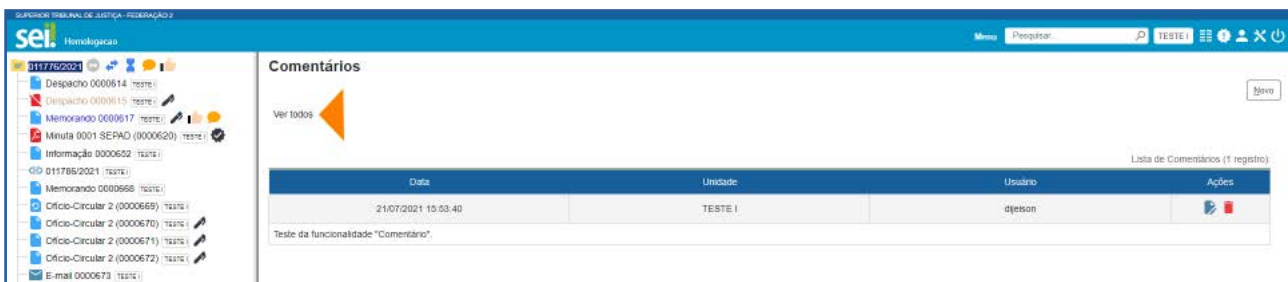 SUPERIOR TRIBUNAL DE JUSTIÇA - FEDERAÇÃO 2
sei! Homologacao
Menu Pesquisar... TESTE I
011776/2021
Despacho 0000614 TESTE I
Despacho 0000615 TESTE I
Memorando 0000617 TESTE I
Minuta 0001 SEPAD (0000620) TESTE I
Informação 0000652 TESTE I
011786/2021 TESTE I
Memorando 0000668 TESTE I
Ofício-Circular 2 (0000669) TESTE I
Ofício-Circular 2 (0000670) TESTE I
Ofício-Circular 2 (0000671) TESTE I
Ofício-Circular 2 (0000672) TESTE I
E-mail 0000673 TESTE I
Comentários
Novo
Ver todos
Lista de Comentários (1 registro):
Data Unidade Usuário Ações
21/07/2021 15:53:40 TESTE I dijeison
Teste da funcionalidade "Comentário".